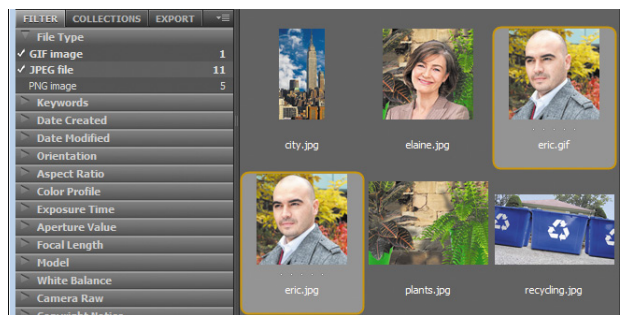 FILTER COLLECTIONS EXPORT
File Type
GIF image 1
JPEG file 11
PNG image 5
Keywords
Date Created
Date Modified
Orientation
Aspect Ratio
Color Profile
Exposure Time
Aperture Value
Focal Length
Model
White Balance
Camera Raw
Copyright Notice
city.jpg elaine.jpg eric.gif
eric.jpg plants.jpg recycling.jpg